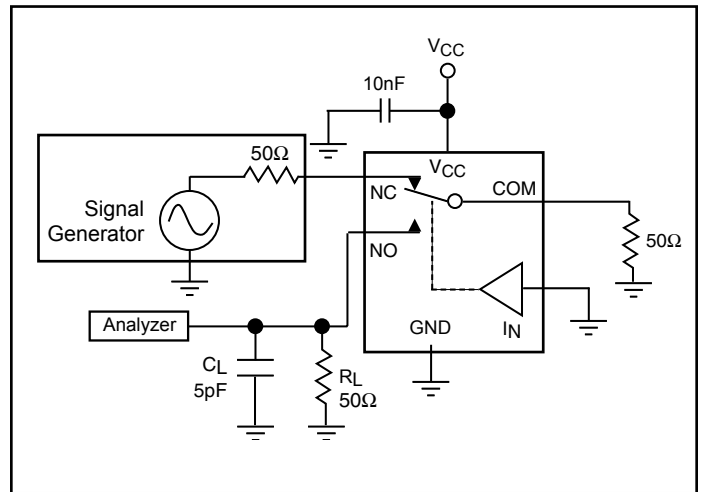 VCC
10nF
50Ω
VCC
NC
COM
Signal
Generator
NO
50Ω
Analyzer
GND
IN
CL
5pF
RL
50Ω